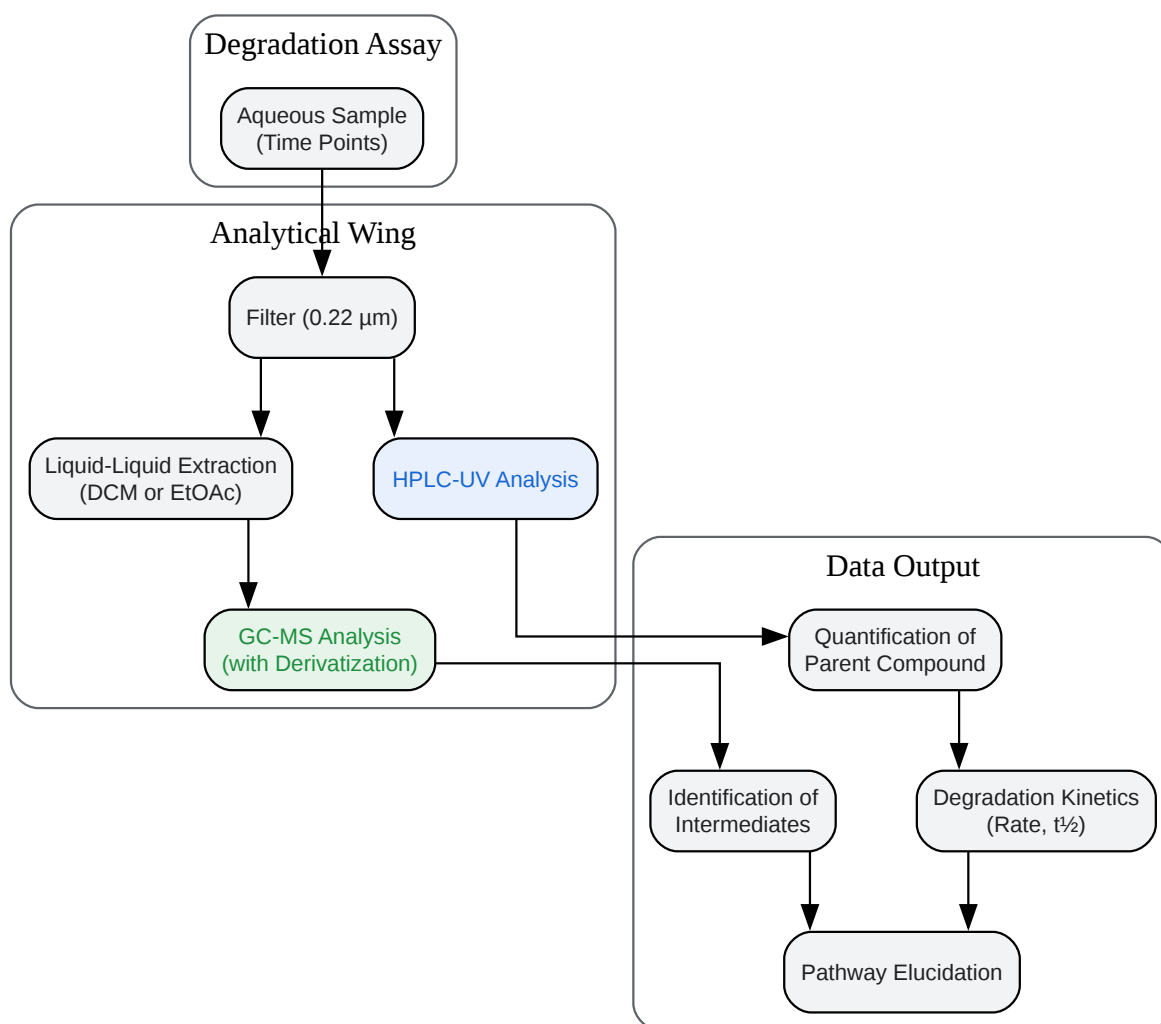 Degradation Assay
Aqueous Sample
(Time Points)
Analytical Wing
Filter (0.22 µm)
Liquid-Liquid Extraction
(DCM or EtOAc)
HPLC-UV Analysis
GC-MS Analysis
(with Derivatization)
Data Output
Quantification of
Parent Compound
Identification of
Intermediates
Degradation Kinetics
(Rate, t½)
Pathway Elucidation